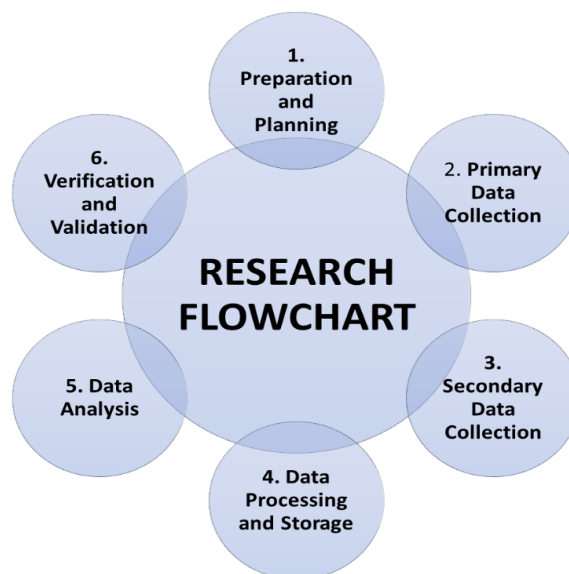 1.
Preparation
and
Planning
2. Primary
Data
Collection
3.
Secondary
Data
Collection
4. Data
Processing
and Storage
5. Data
Analysis
6.
Verification
and
Validation
RESEARCH
FLOWCHART